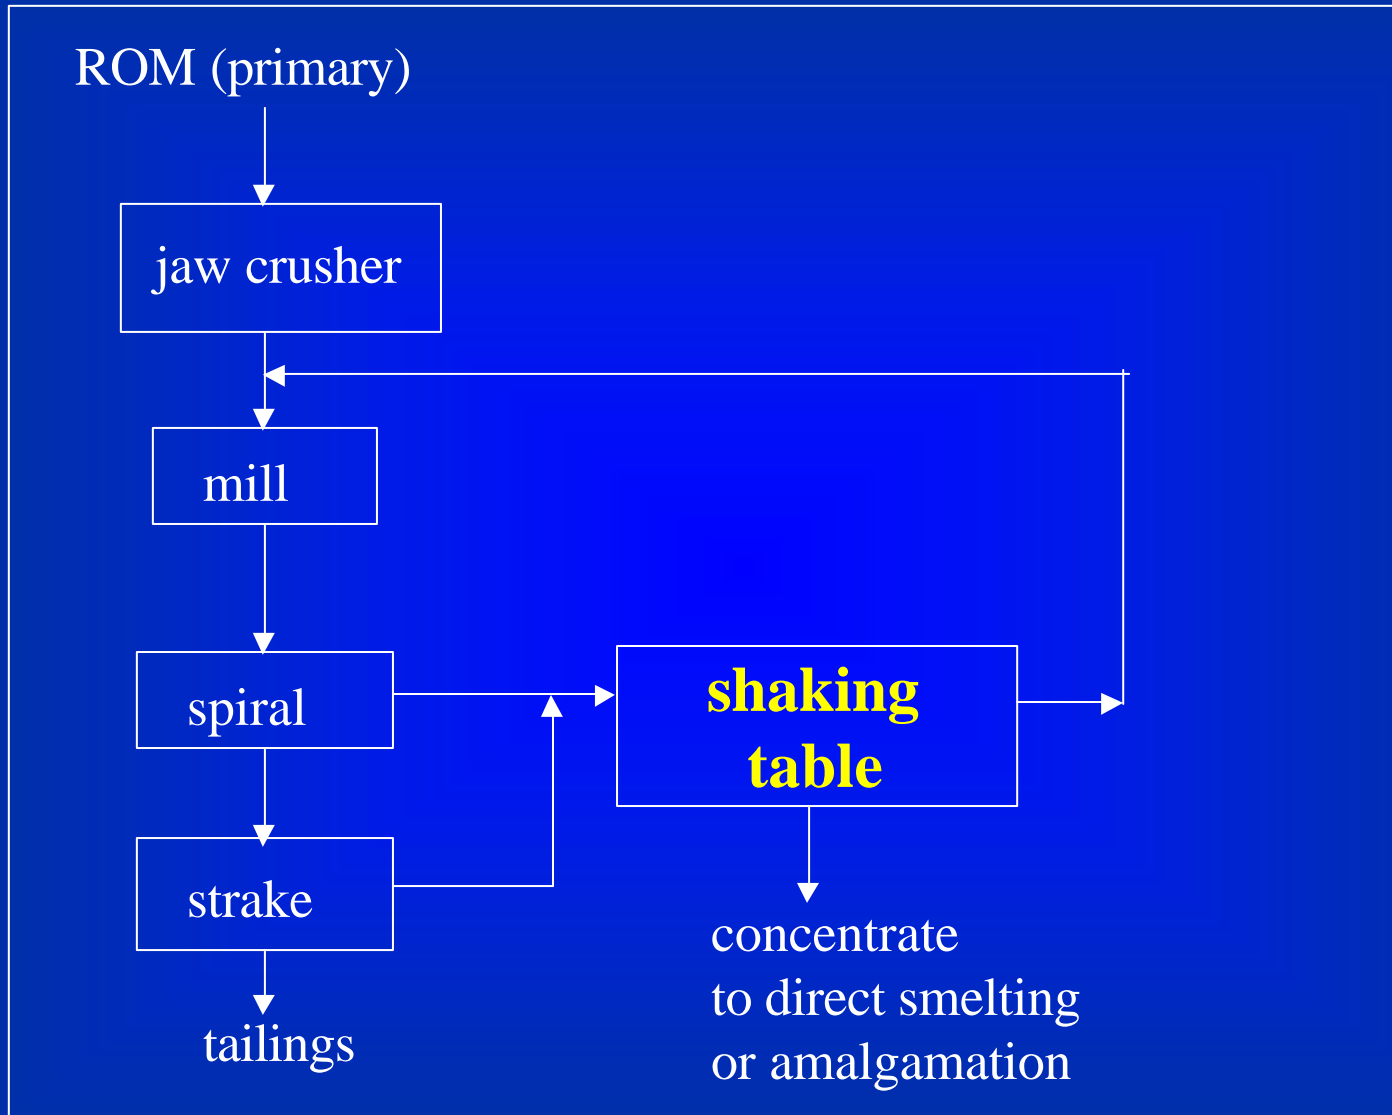 ROM (primary)
jaw crusher
mill
spiral
shaking
table
strake
concentrate
to direct smelting
or amalgamation
tailings